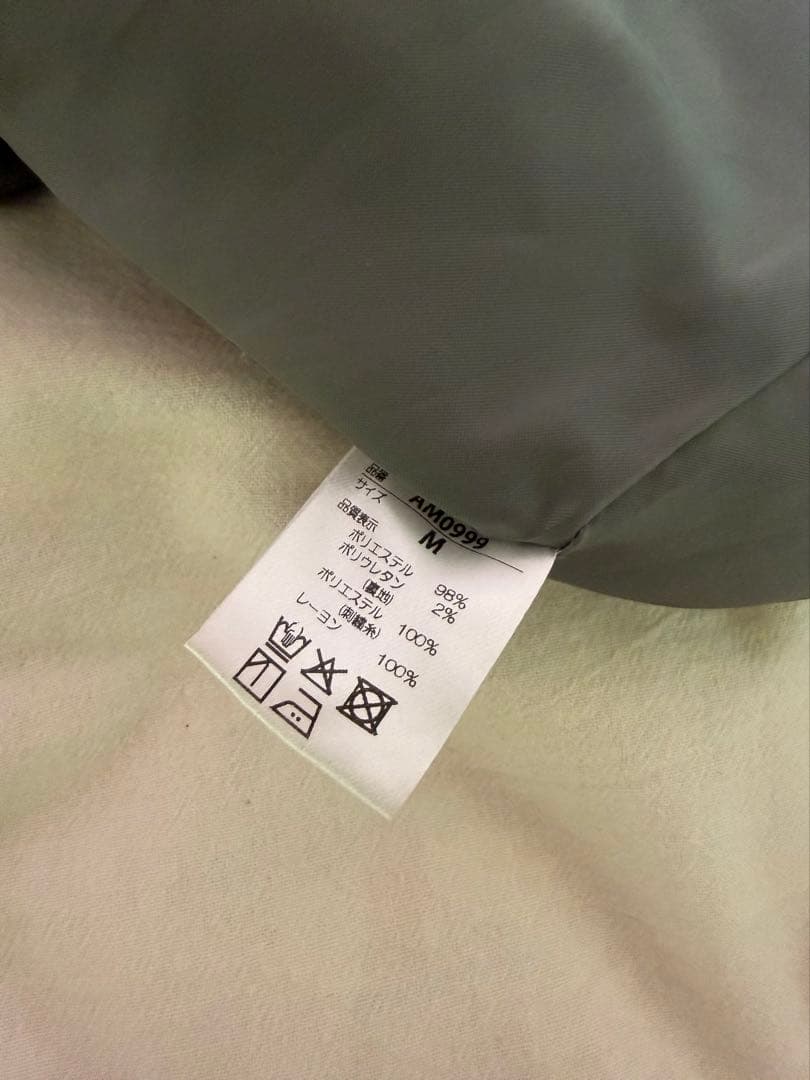 品番 AM0999
サイズ M
品質表示
ポリエステル 98%
ポリウレタン 2%
(裏地)
ポリエステル 100%
(刺繍糸)
レーヨン 100%